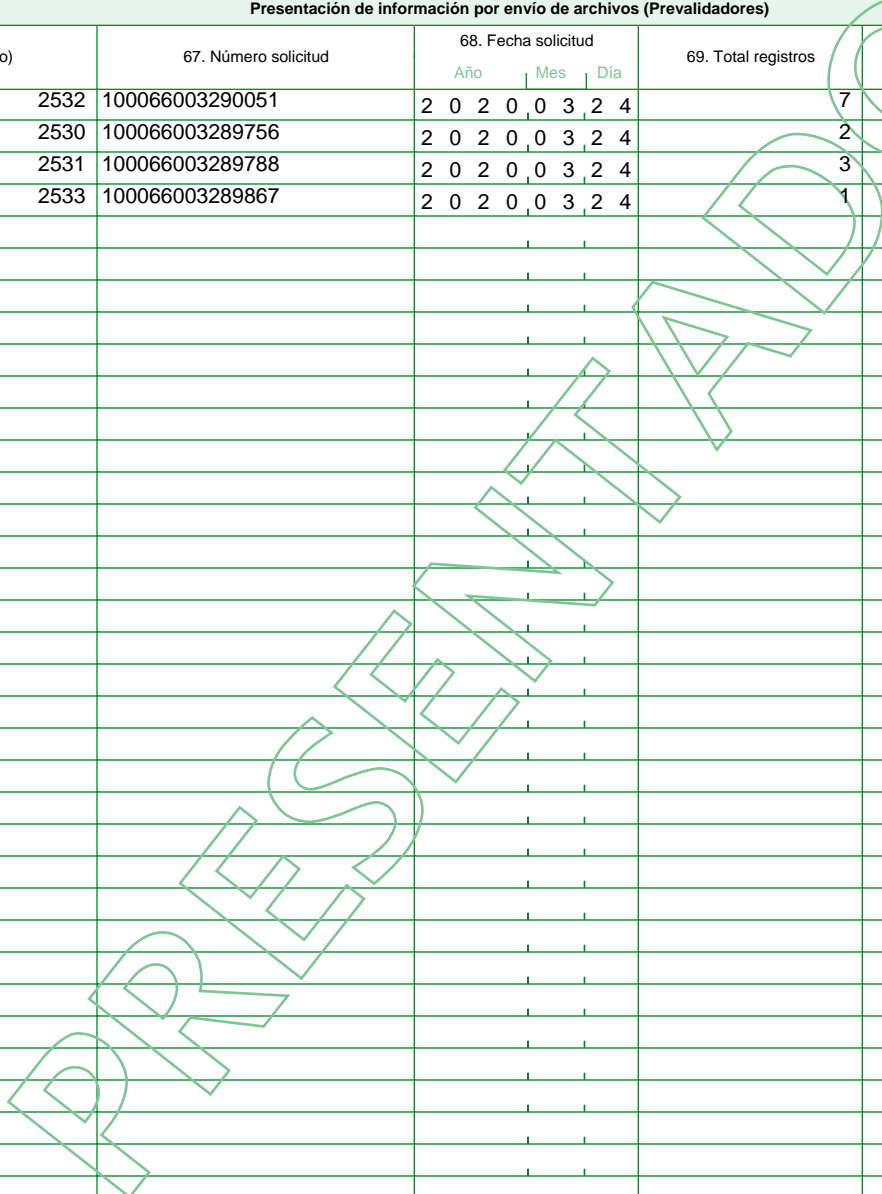 Presentación de información por envío de archivos (Prevalidadores)
o) 67. Número solicitud 68. Fecha solicitud 69. Total registros
Año Mes Día
2532 100066003290051 2 0 2 0 0 3 2 4 7
2530 100066003289756 2 0 2 0 0 3 2 4 2
2531 100066003289788 2 0 2 0 0 3 2 4 3
2533 100066003289867 2 0 2 0 0 3 2 4 1
PRESENTADO